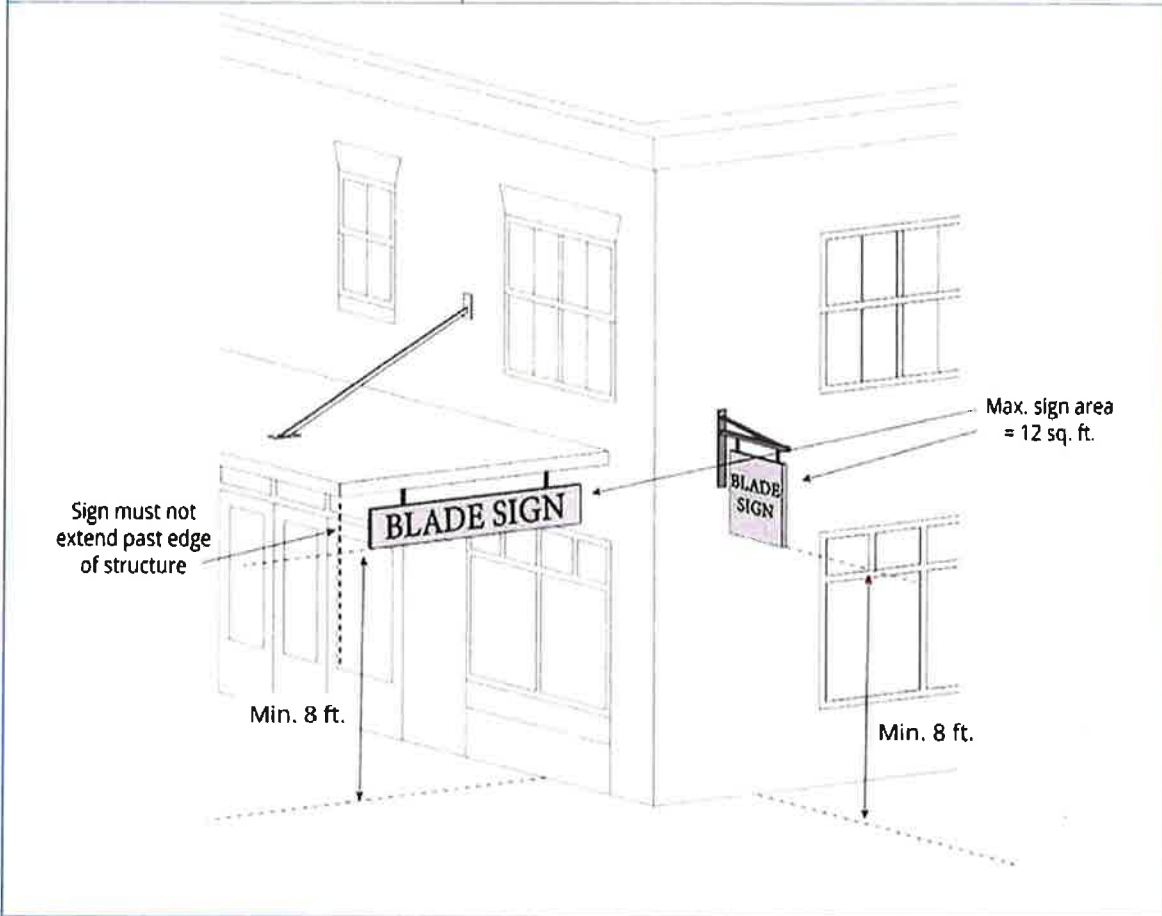 Max. sign area
= 12 sq. ft.
BLADE
SIGN
BLADE SIGN
Sign must not
extend past edge
of structure
Min. 8 ft.
Min. 8 ft.